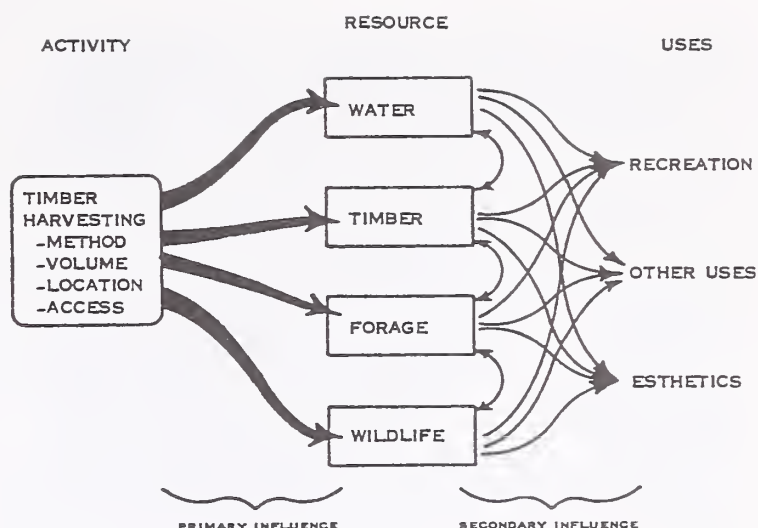 RESOURCE
ACTIVITY
USES
WATER
RECREATION
TIMBER
HARVESTING
-METHOD
-VOLUME
-LOCATION
-ACCESS
TIMBER
OTHER USES
FORAGE
ESTHETICS
WILDLIFE
PRIMARY INFLUENCE
SECONDARY INFLUENCE